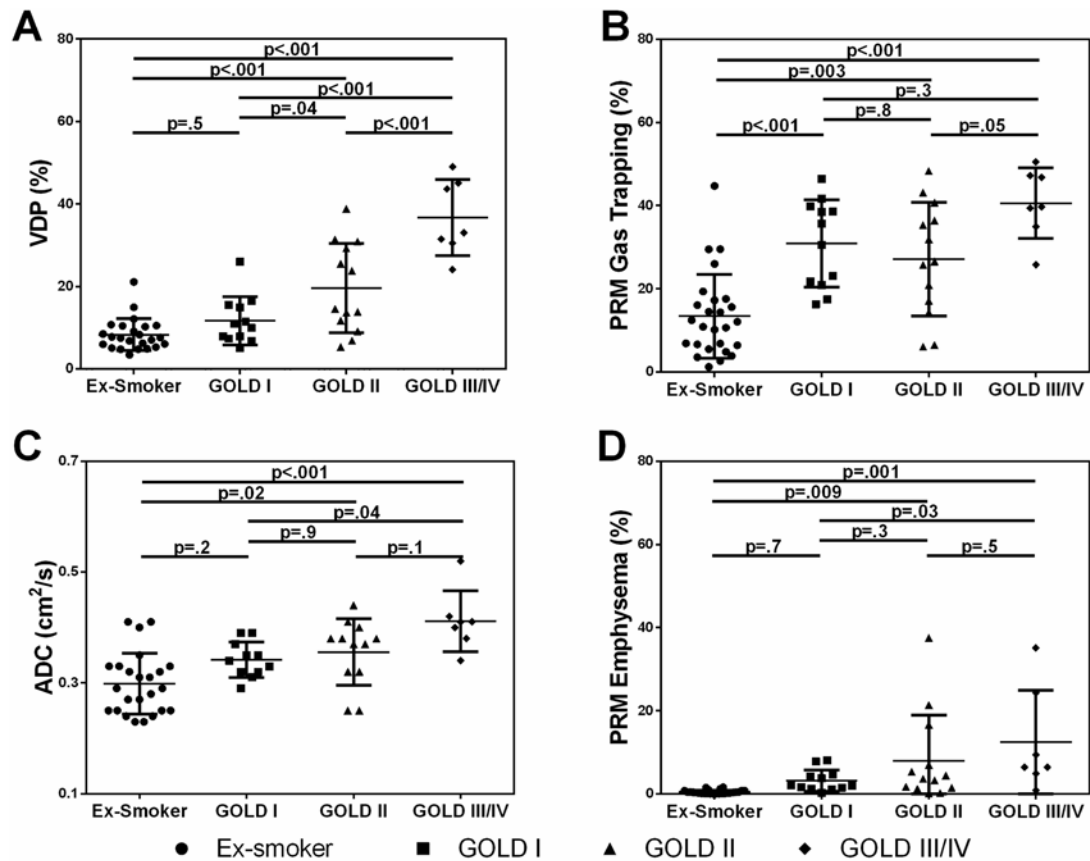 A
80
60
40
20
0
VDP (%)
p<.001
p<.001
p<.001
p=.04
p=.5
p<.001
Ex-Smoker GOLD I GOLD II GOLD III/IV
B
80
60
40
20
0
PRM Gas Trapping (%)
p<.001
p=.003
p=.3
p=.8
p<.001
p=.05
Ex-Smoker GOLD I GOLD II GOLD III/IV
C
0.7
0.5
0.3
0.1
ADC (cm²/s)
p<.001
p=.02
p=.04
p=.9
p=.2
p=.1
Ex-Smoker GOLD I GOLD II GOLD III/IV
D
80
60
40
20
0
PRM Emphysema (%)
p=.001
p=.009
p=.03
p=.3
p=.7
p=.5
Ex-Smoker GOLD I GOLD II GOLD III/IV
Ex-smoker GOLD I GOLD II GOLD III/IV